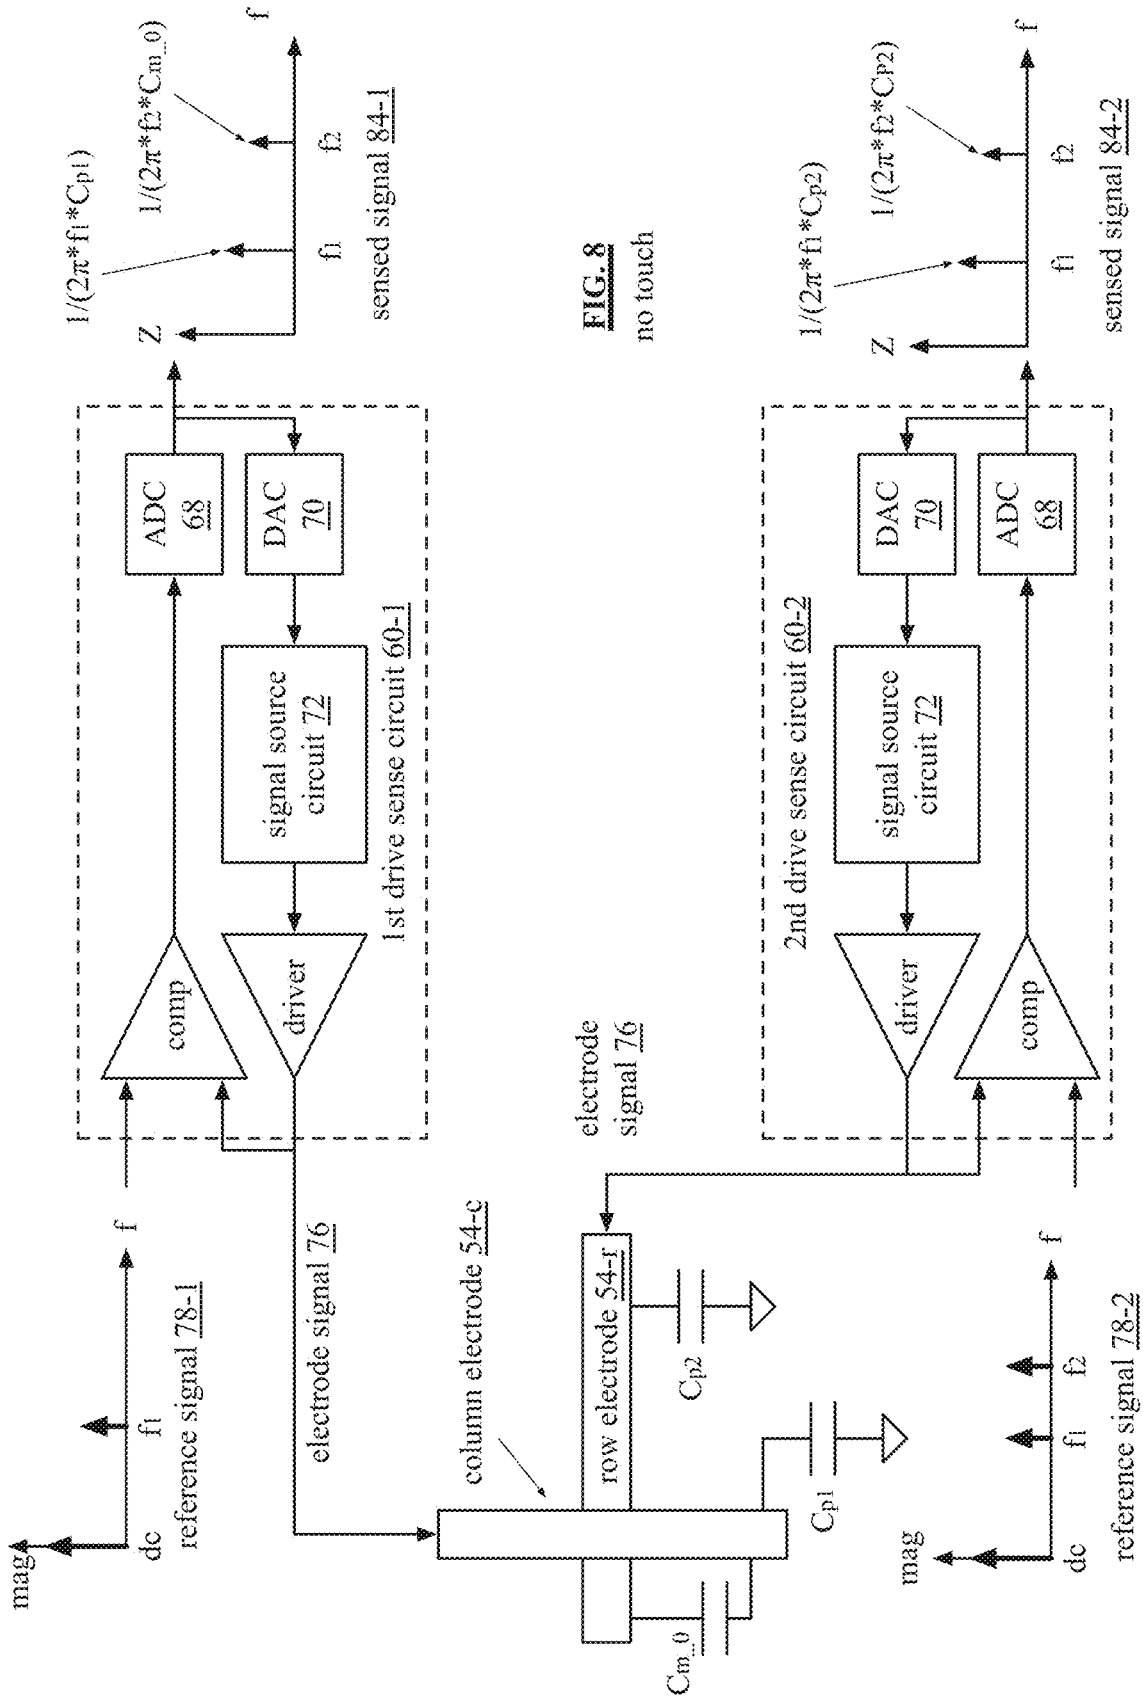 mag
dc
f1
f
reference signal 78-1
comp
driver
ADC
68
DAC
70
signal source
circuit 72
1st drive sense circuit 60-1
Z
f1
f2
f
1/(2π*f1*Cp1)
1/(2π*f2*Cm_0)
sensed signal 84-1
electrode signal 76
column electrode 54-c
row electrode 54-r
electrode
signal 76
Cm_0
Cp1
Cp2
FIG. 8
no touch
2nd drive sense circuit 60-2
driver
signal source
circuit 72
DAC
70
ADC
68
comp
mag
dc
f1
f2
f
reference signal 78-2
Z
f1
f2
f
1/(2π*f1*Cp2)
1/(2π*f2*CP2)
sensed signal 84-2